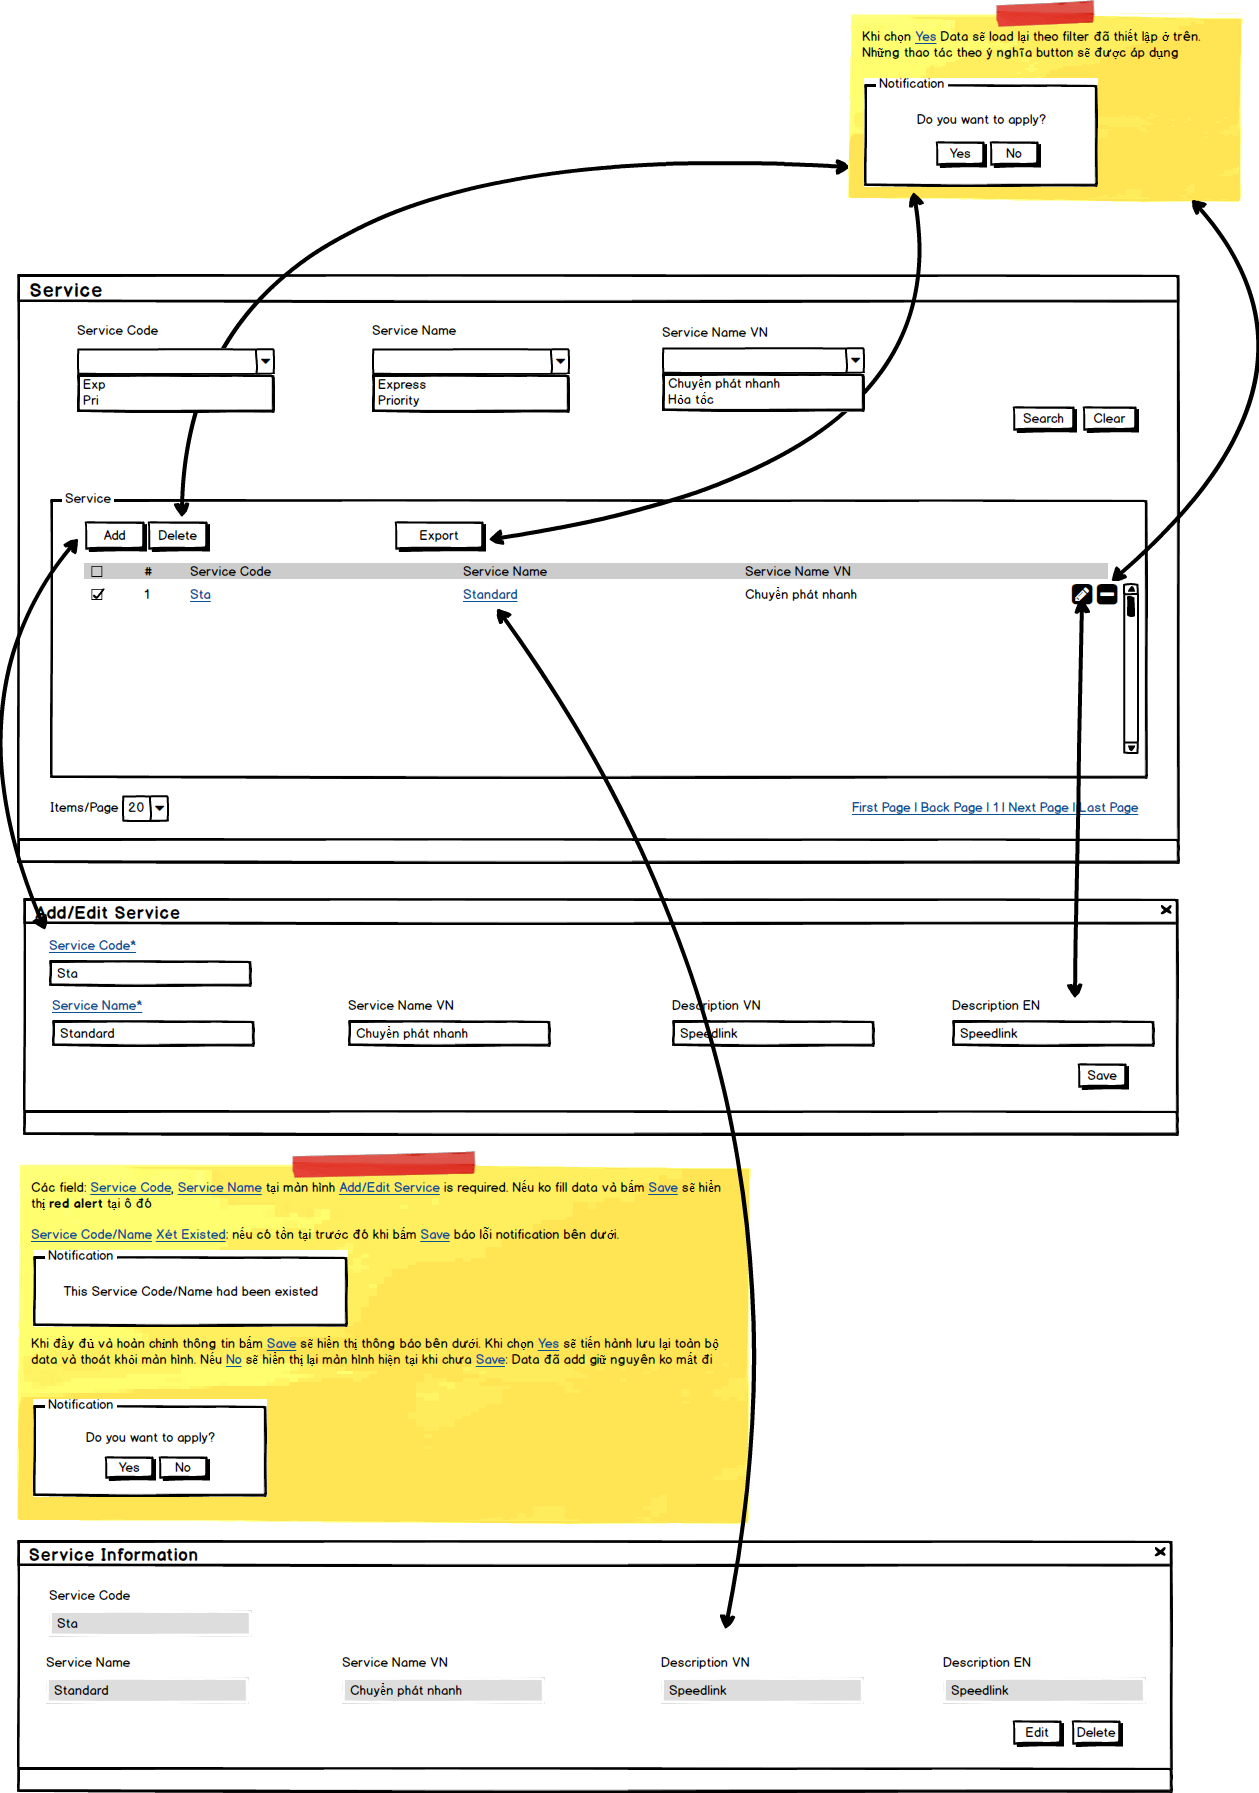 Khi chọn Yes Data sẽ load lại theo filter đã thiết lập ở trên.
Những thao tác theo ý nghĩa button sẽ được áp dụng
Notification
Do you want to apply?
Yes No
Service
Service Code Service Name Service Name VN
Exp Express Chuyển phát nhanh
Pri Priority Hỏa tốc
Search Clear
Service
Add Delete Export
# Service Code Service Name Service Name VN
1 Sta Standard Chuyển phát nhanh
Items/Page 20 First Page | Back Page | 1 | Next Page | Last Page
Add/Edit Service
Service Code*
Sta
Service Name* Service Name VN Description VN Description EN
Standard Chuyển phát nhanh Speedlink Speedlink
Save
Các field: Service Code, Service Name tại màn hình Add/Edit Service is required. Nếu ko fill data và bấm Save sẽ hiển
thị red alert tại ô đó
Service Code/Name Xét Existed: nếu có tồn tại trước đó khi bấm Save báo lỗi notification bên dưới.
Notification
This Service Code/Name had been existed
Khi đầy đủ và hoàn chỉnh thông tin bấm Save sẽ hiển thị thông báo bên dưới. Khi chọn Yes sẽ tiến hành lưu lại toàn bộ
data và thoát khỏi màn hình. Nếu No sẽ hiển thị lại màn hình hiện tại khi chưa Save: Data đã add giữ nguyên ko mất đi
Notification
Do you want to apply?
Yes No
Service Information
Service Code
Sta
Service Name Service Name VN Description VN Description EN
Standard Chuyển phát nhanh Speedlink Speedlink
Edit Delete